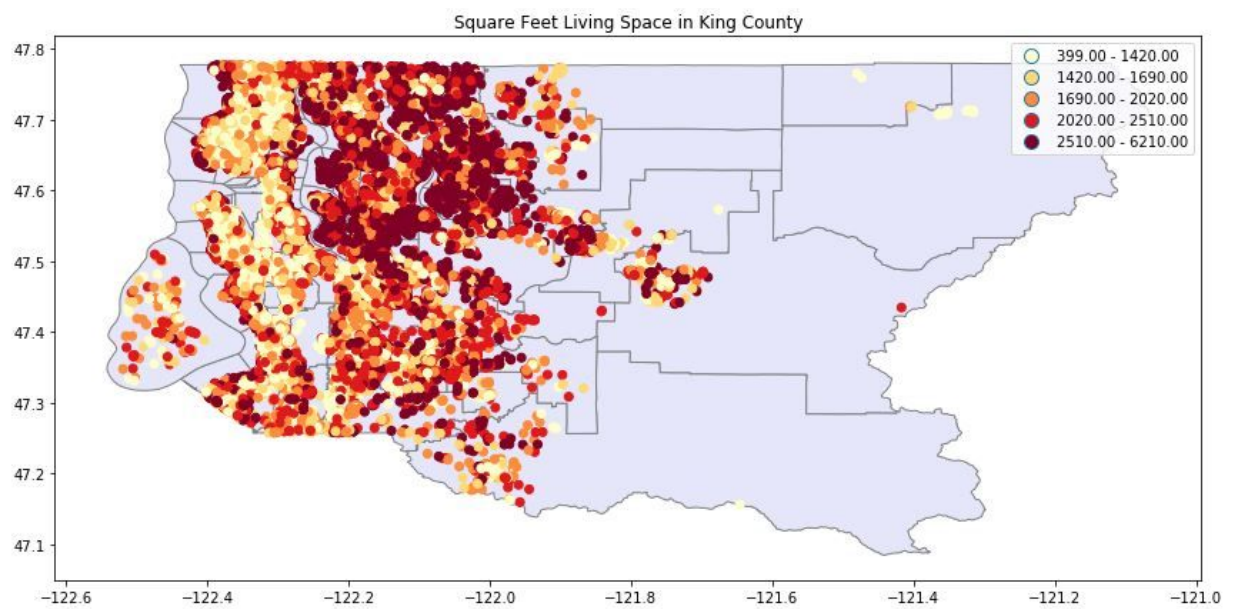 Square Feet Living Space in King County
47.8
47.7
47.6
47.5
47.4
47.3
47.2
47.1
399.00 - 1420.00
1420.00 - 1690.00
1690.00 - 2020.00
2020.00 - 2510.00
2510.00 - 6210.00
−122.6 −122.4 −122.2 −122.0 −121.8 −121.6 −121.4 −121.2 −121.0